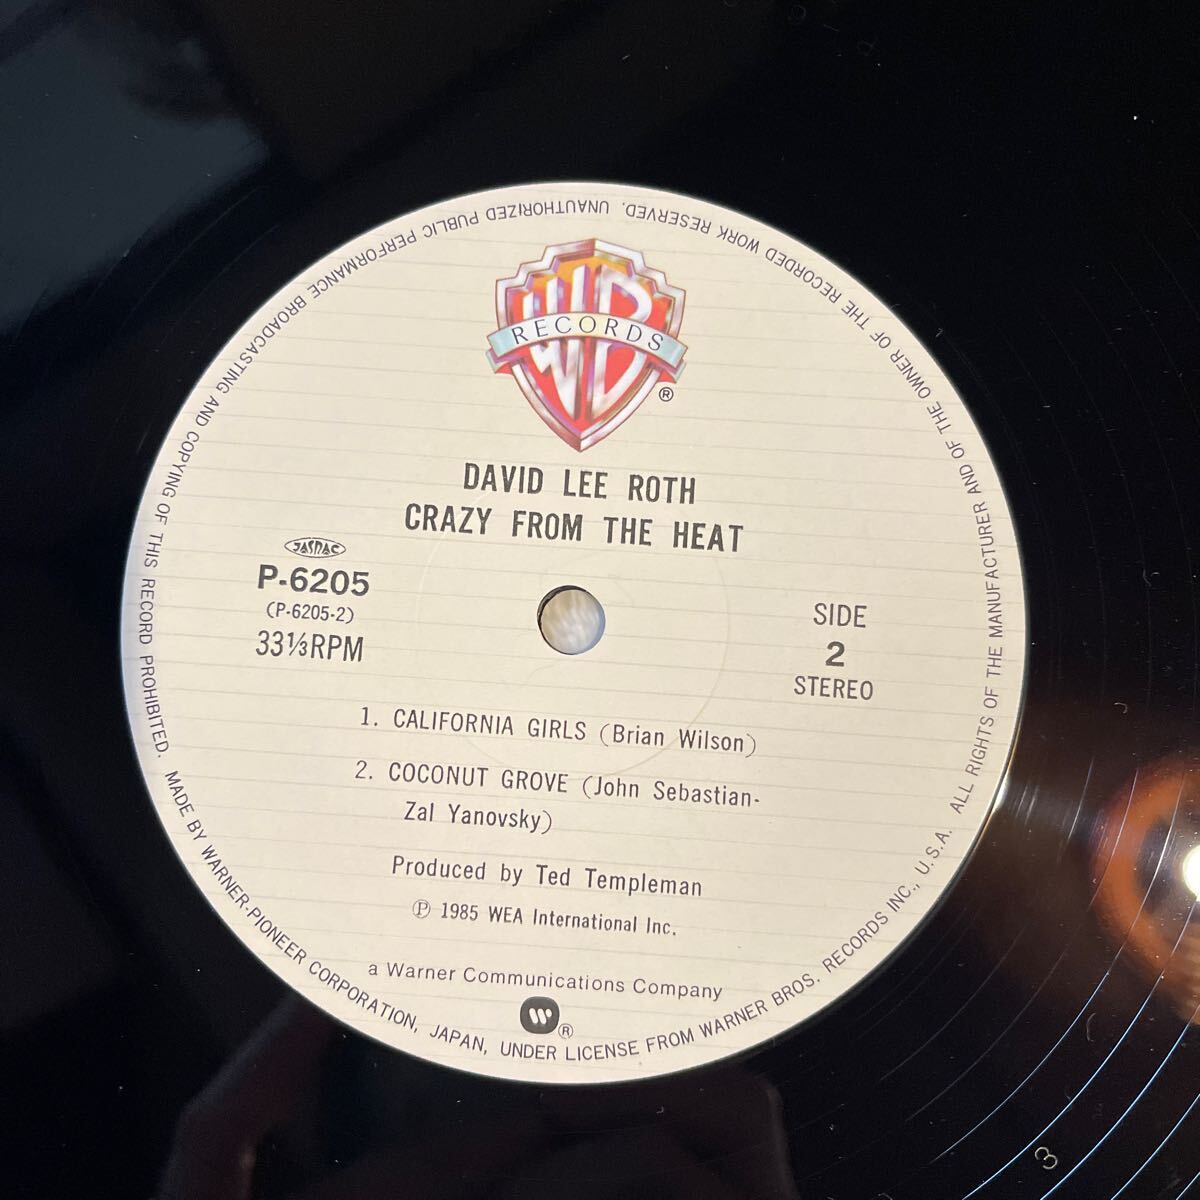 WB
RECORDS
®
DAVID LEE ROTH
CRAZY FROM THE HEAT
JASRAC
P-6205
(P-6205-2)
33⅓RPM
SIDE
2
STEREO
1. CALIFORNIA GIRLS (Brian Wilson)
2. COCONUT GROVE (John Sebastian-
Zal Yanovsky)
Produced by Ted Templeman
Ⓟ 1985 WEA International Inc.
a Warner Communications Company
®
MADE BY WARNER-PIONEER CORPORATION, JAPAN, UNDER LICENSE FROM WARNER BROS. RECORDS INC., U.S.A. ALL RIGHTS OF THE MANUFACTURER AND OF THE OWNER OF THE RECORDED WORK RESERVED. UNAUTHORIZED PUBLIC PERFORMANCE BROADCASTING AND COPYING OF THIS RECORD PROHIBITED.
3